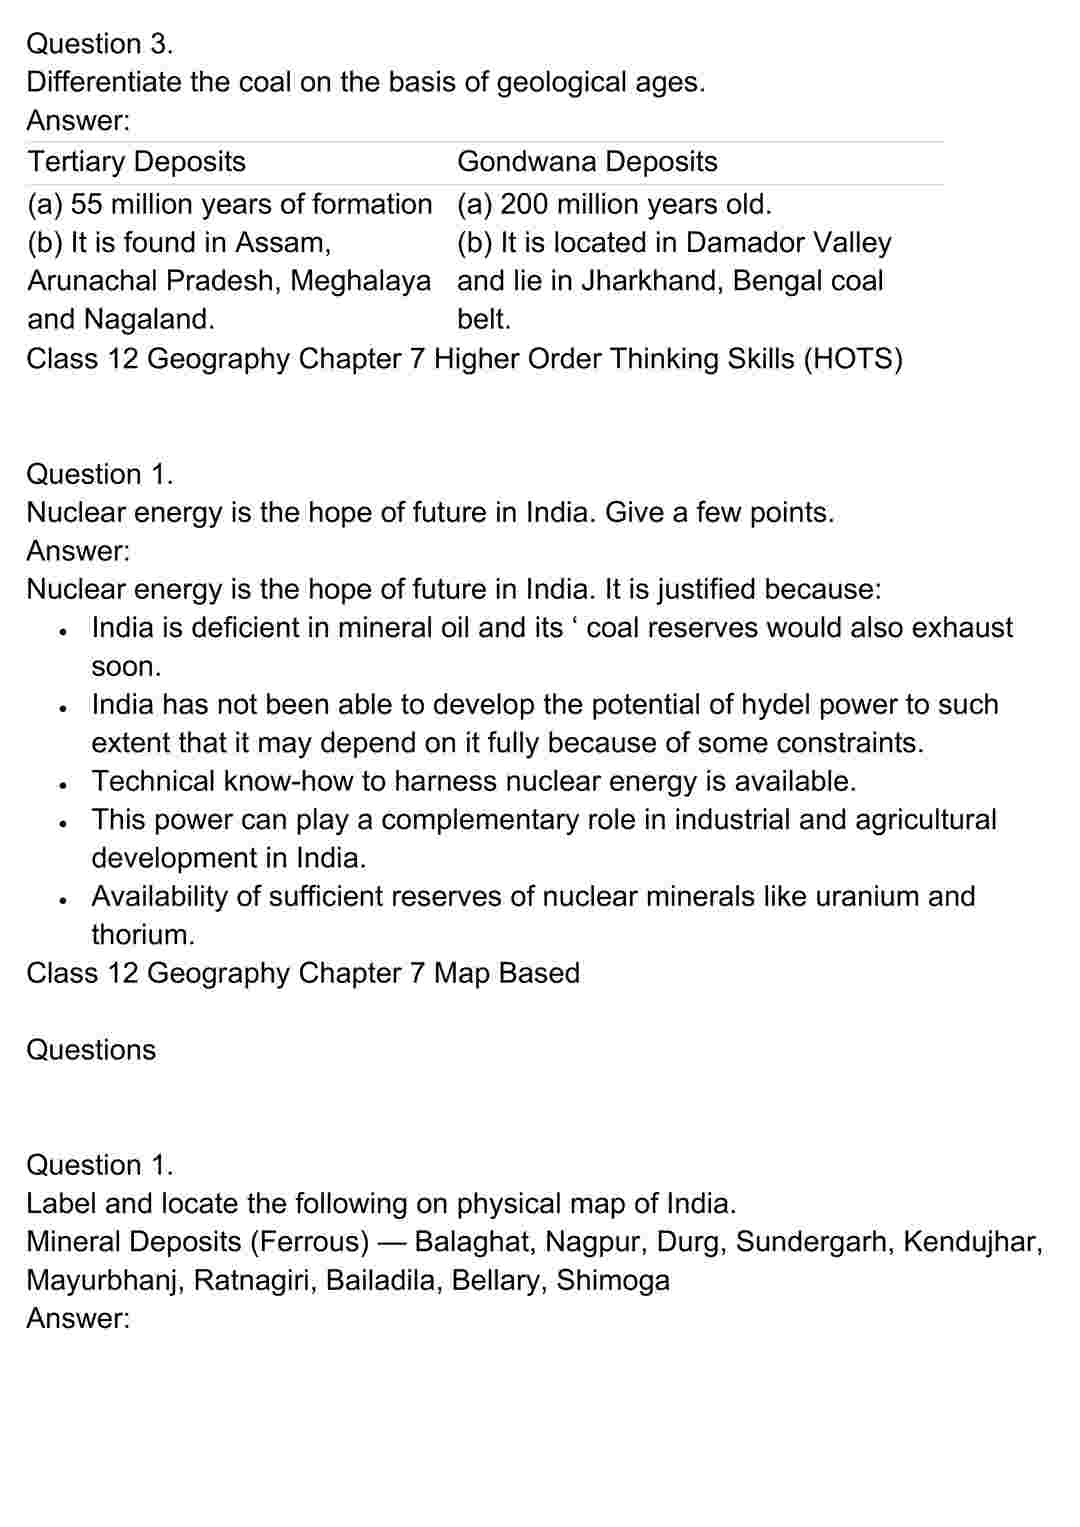 Question 3.
Differentiate the coal on the basis of geological ages.
Answer:
Tertiary Deposits Gondwana Deposits
(a) 55 million years of formation (a) 200 million years old.
(b) It is found in Assam, (b) It is located in Damador Valley
Arunachal Pradesh, Meghalaya and lie in Jharkhand, Bengal coal
and Nagaland. belt.
Class 12 Geography Chapter 7 Higher Order Thinking Skills (HOTS)
Question 1.
Nuclear energy is the hope of future in India. Give a few points.
Answer:
Nuclear energy is the hope of future in India. It is justified because:
• India is deficient in mineral oil and its ‘ coal reserves would also exhaust
soon.
• India has not been able to develop the potential of hydel power to such
extent that it may depend on it fully because of some constraints.
• Technical know-how to harness nuclear energy is available.
• This power can play a complementary role in industrial and agricultural
development in India.
• Availability of sufficient reserves of nuclear minerals like uranium and
thorium.
Class 12 Geography Chapter 7 Map Based
Questions
Question 1.
Label and locate the following on physical map of India.
Mineral Deposits (Ferrous) — Balaghat, Nagpur, Durg, Sundergarh, Kendujhar,
Mayurbhanj, Ratnagiri, Bailadila, Bellary, Shimoga
Answer: